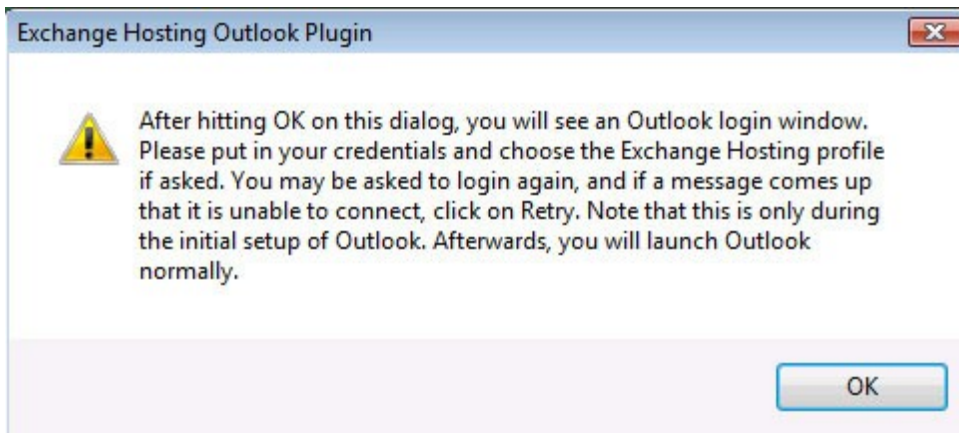 Exchange Hosting Outlook Plugin
After hitting OK on this dialog, you will see an Outlook login window.
Please put in your credentials and choose the Exchange Hosting profile
if asked. You may be asked to login again, and if a message comes up
that it is unable to connect, click on Retry. Note that this is only during
the initial setup of Outlook. Afterwards, you will launch Outlook
normally.
OK